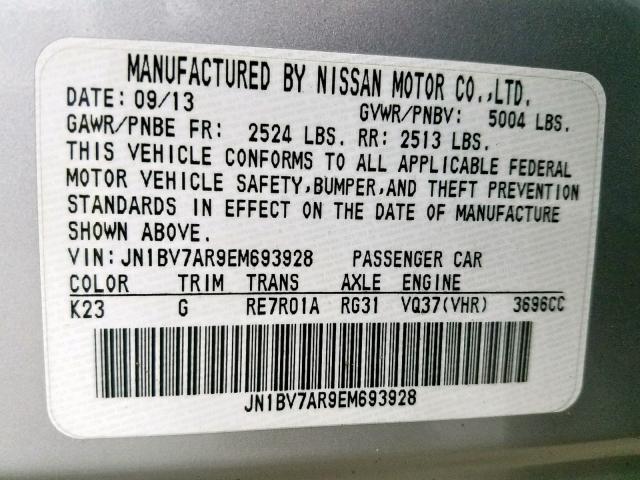 MANUFACTURED BY NISSAN MOTOR CO.,LTD.
DATE: 09/13 GVWR/PNBV: 5004 LBS.
GAWR/PNBE FR: 2524 LBS. RR: 2513 LBS.
THIS VEHICLE CONFORMS TO ALL APPLICABLE FEDERAL
MOTOR VEHICLE SAFETY,BUMPER,AND THEFT PREVENTION
STANDARDS IN EFFECT ON THE DATE OF MANUFACTURE
SHOWN ABOVE.
VIN: JN1BV7AR9EM693928 PASSENGER CAR
COLOR TRIM TRANS AXLE ENGINE
K23 G RE7R01A RG31 VQ37(VHR) 3696CC
JN1BV7AR9EM693928